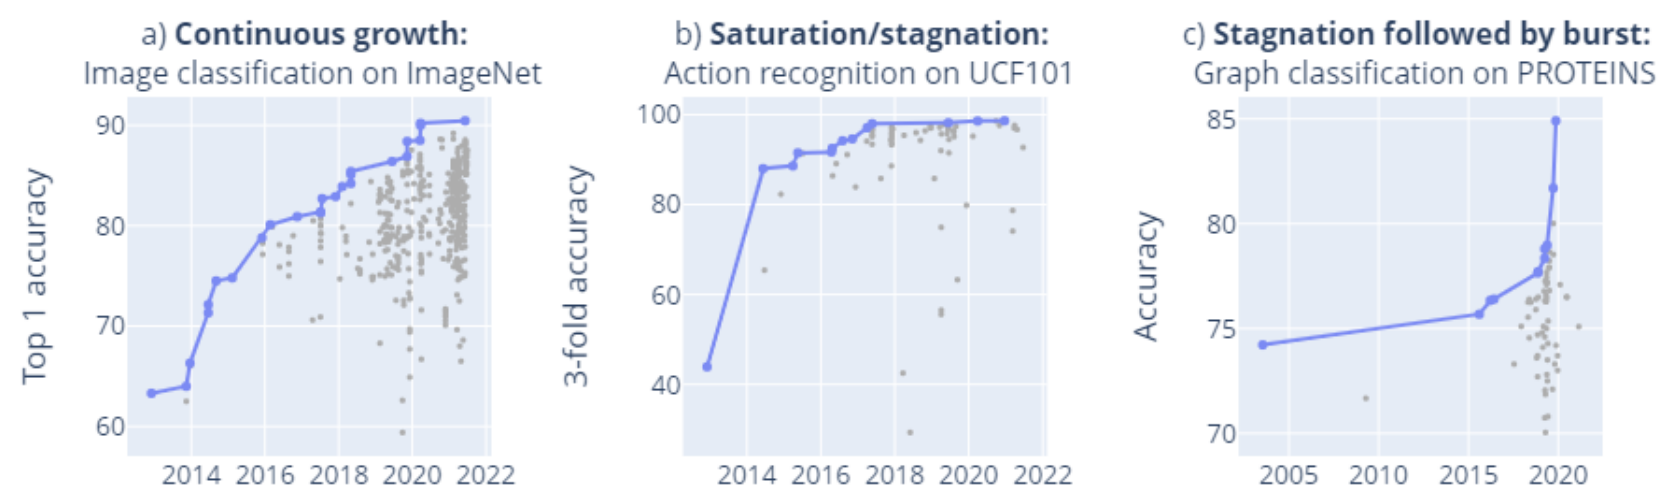 a) Continuous growth:
Image classification on ImageNet
Top 1 accuracy
90
80
70
60
2014 2016 2018 2020 2022
b) Saturation/stagnation:
Action recognition on UCF101
3-fold accuracy
100
80
60
40
2014 2016 2018 2020 2022
c) Stagnation followed by burst:
Graph classification on PROTEINS
Accuracy
85
80
75
70
2005 2010 2015 2020